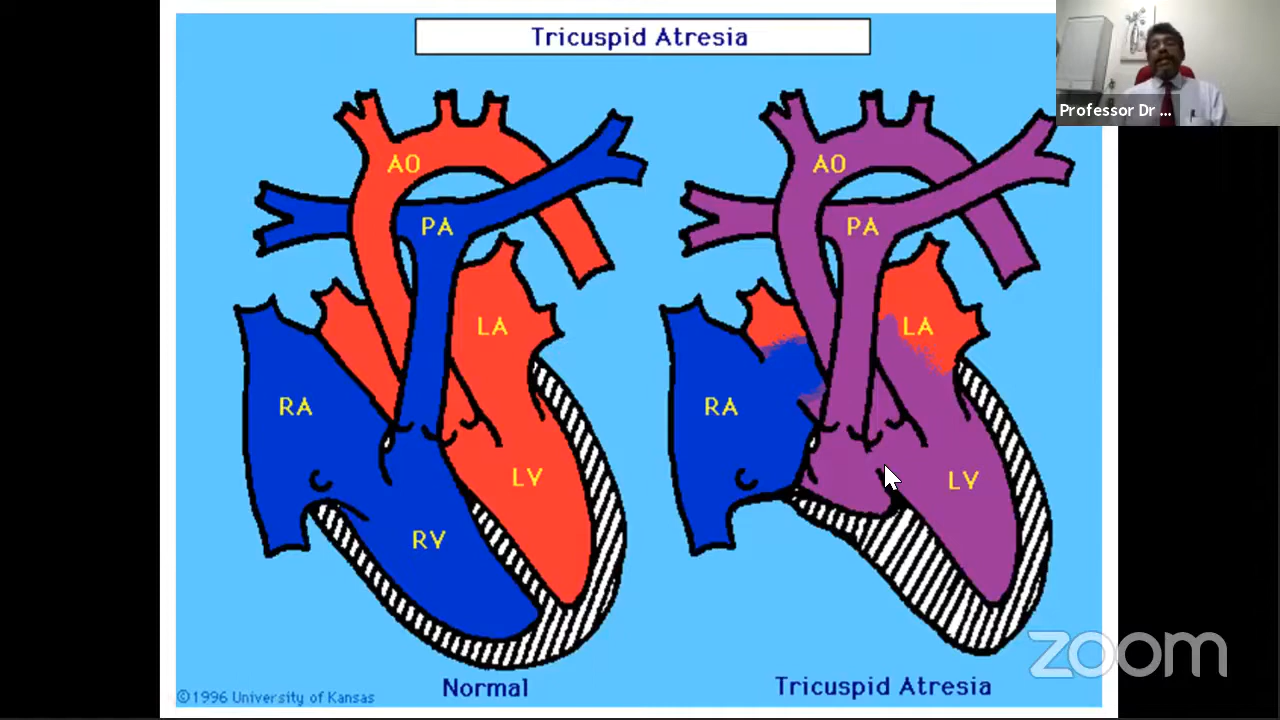 Tricuspid Atresia
Professor Dr ...
AO
PA
LA
RA
LV
RV
AO
PA
LA
RA
LV
©1996 University of Kansas
Normal
Tricuspid Atresia
zoom